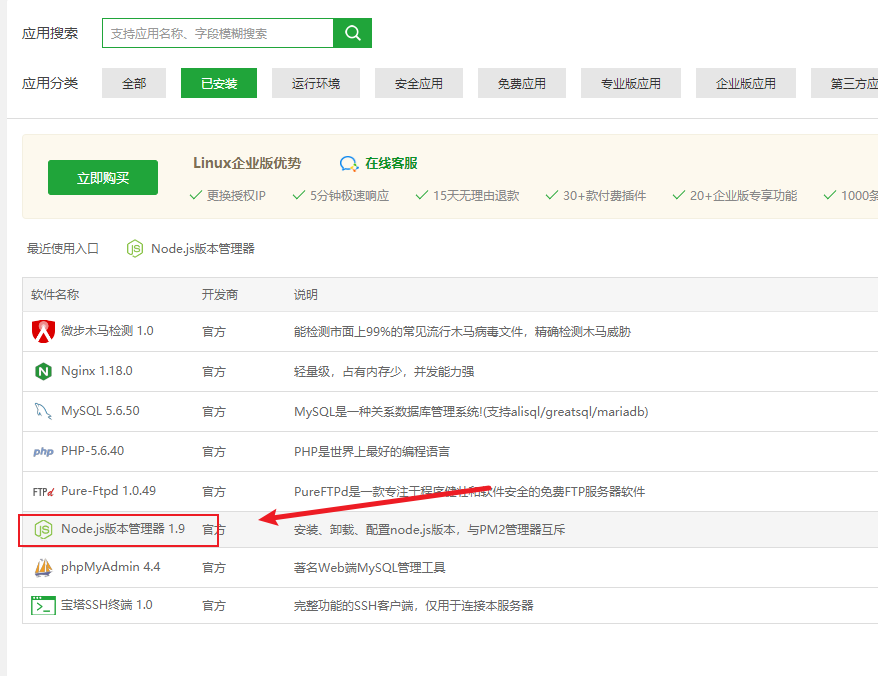 应用搜索 支持应用名称、字段模糊搜索
应用分类 全部 已安装 运行环境 安全应用 免费应用 专业版应用 企业版应用 第三方应
立即购买 Linux企业版优势 在线客服
更换授权IP 5分钟极速响应 15天无理由退款 30+款付费插件 20+企业版专享功能 1000条
最近使用入口 JS Node.js版本管理器
软件名称 开发商 说明
微步木马检测 1.0 官方 能检测市面上99%的常见流行木马病毒文件，精确检测木马威胁
N Nginx 1.18.0 官方 轻量级，占有内存少，并发能力强
MySQL 5.6.50 官方 MySQL是一种关系数据库管理系统!(支持alisql/greatsql/mariadb)
php PHP-5.6.40 官方 PHP是世界上最好的编程语言
FTPd Pure-Ftpd 1.0.49 官方 PureFTPd是一款专注于程序健壮和软件安全的免费FTP服务器软件
JS Node.js版本管理器 1.9 官方 安装、卸载、配置node.js版本，与PM2管理器互斥
phpMyAdmin 4.4 官方 著名Web端MySQL管理工具
宝塔SSH终端 1.0 官方 完整功能的SSH客户端，仅用于连接本服务器